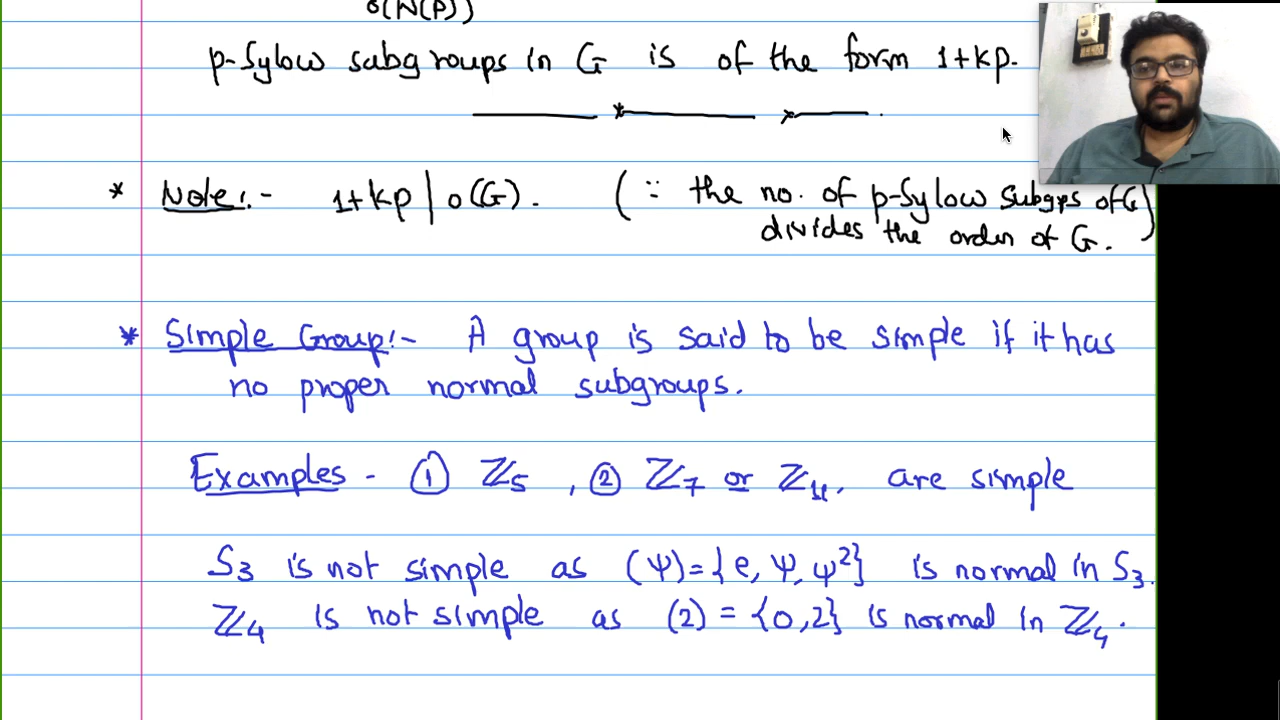 o(N(P))
p-Sylow subgroups in G is of the form 1+kp.
* Note:- 1+kp | o(G). (∵ the no. of p-Sylow Subgps of G
divides the order of G.)
* Simple Group:- A group is said to be simple if it has
no proper normal subgroups.
Examples - ① ℤ₅ , ② ℤ₇ or ℤ₁₁. are simple
S₃ is not simple as (ψ)={e, ψ, ψ²} is normal in S₃.
ℤ₄ is not simple as (2) = {0,2} is normal in ℤ₄.